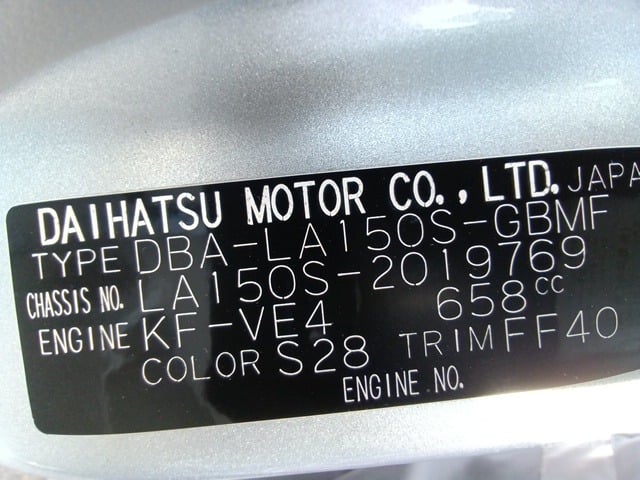 DAIHATSU MOTOR CO., LTD. JAPA
TYPE DBA-LA150S-GBMF
CHASSIS NO. LA150S-2019769
ENGINE KF-VE4 658CC
COLOR S28 TRIM FF40
ENGINE NO.